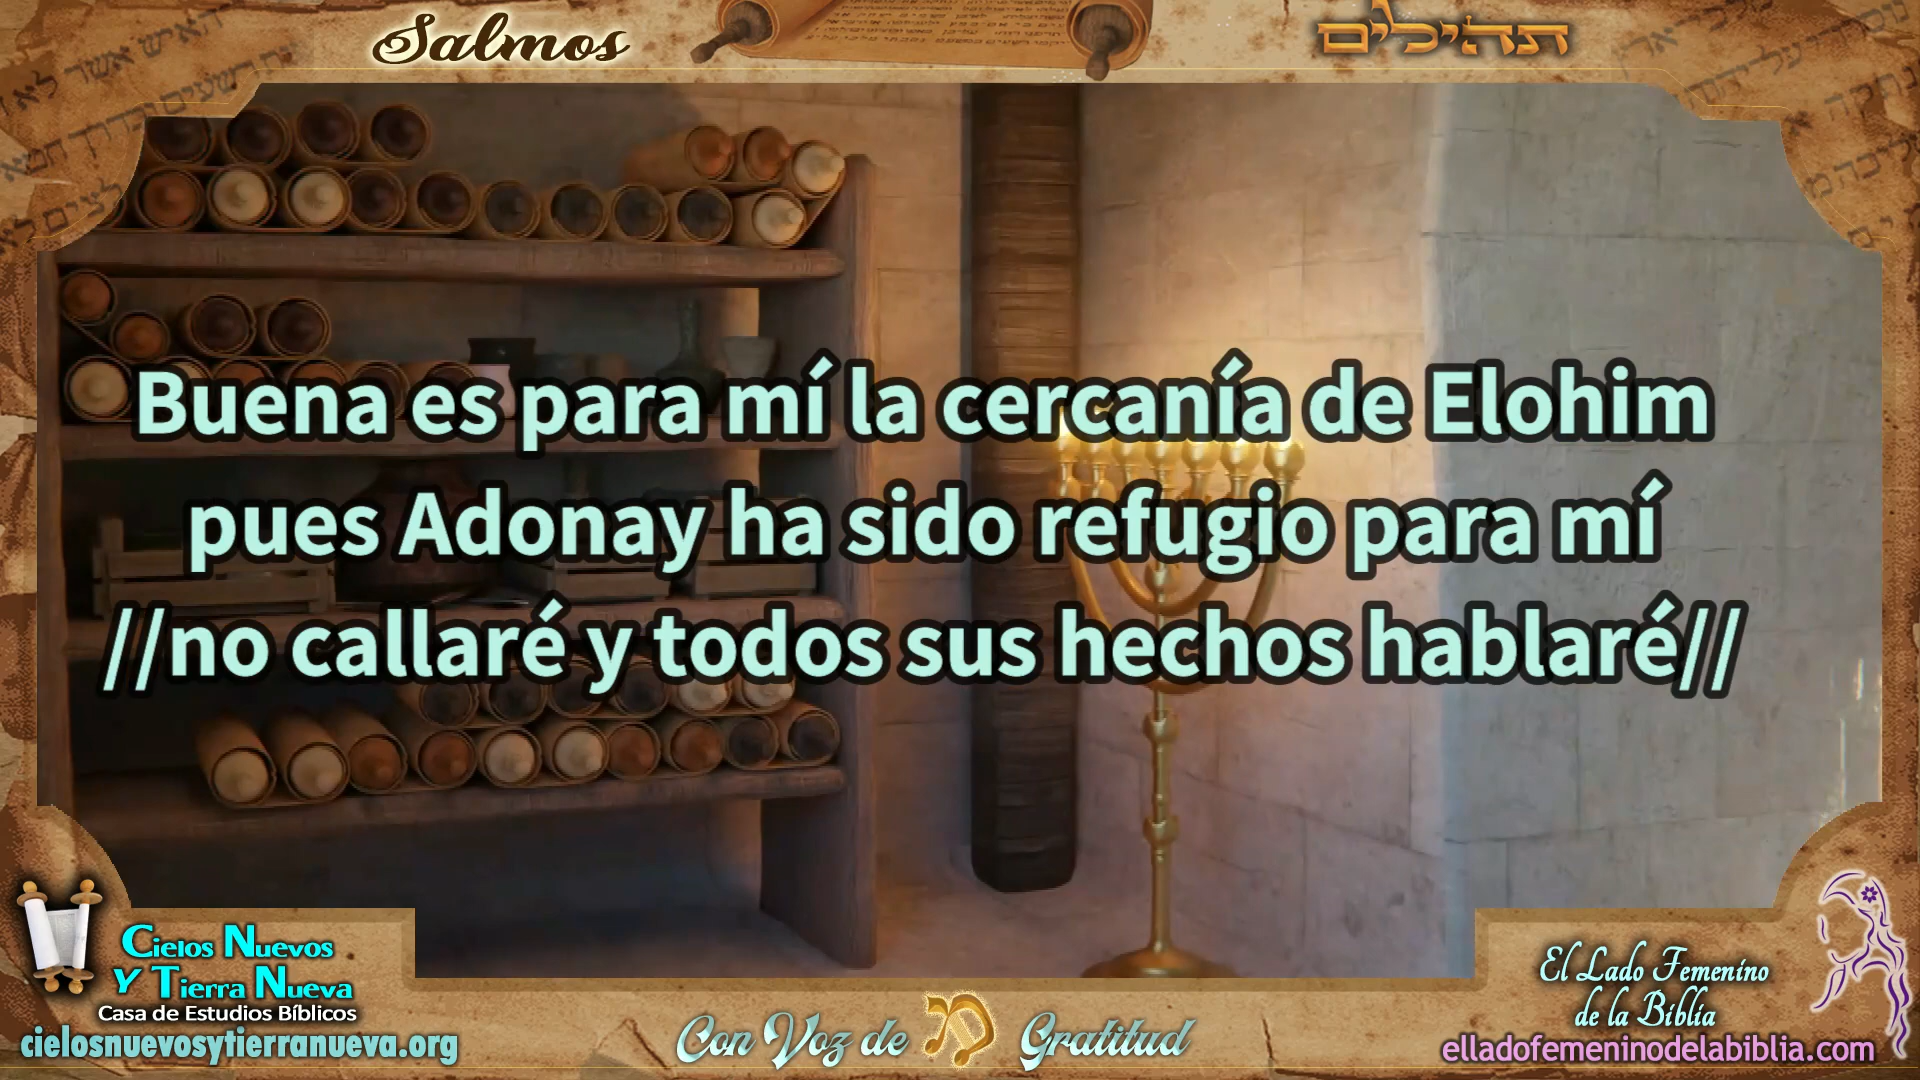 Salmos
תהילים
Buena es para mí la cercanía de Elohim
pues Adonay ha sido refugio para mí
//no callaré y todos sus hechos hablaré//
Cielos Nuevos
Y Tierra Nueva
Casa de Estudios Bíblicos
cielosnuevosytierranueva.org
Con Voz de Gratitud
El Lado Femenino
de la Biblia
elladofemeninodelabiblia.com